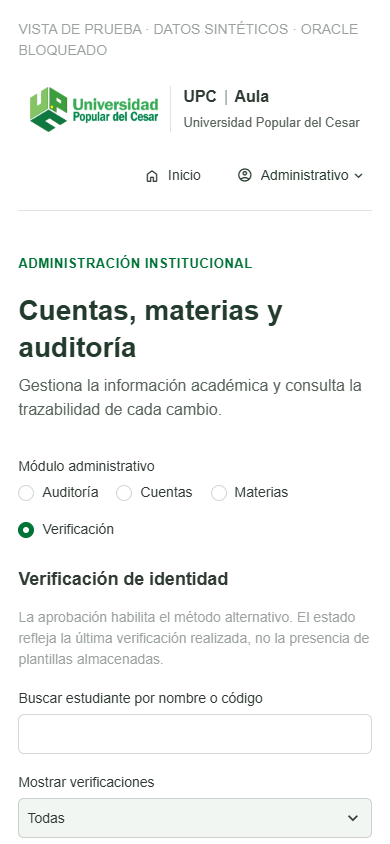 VISTA DE PRUEBA · DATOS SINTÉTICOS · ORACLE
BLOQUEADO
Universidad
Popular del Cesar
UPC | Aula
Universidad Popular del Cesar
Inicio
Administrativo
ADMINISTRACIÓN INSTITUCIONAL
Cuentas, materias y
auditoría
Gestiona la información académica y consulta la
trazabilidad de cada cambio.
Módulo administrativo
Auditoría Cuentas Materias
Verificación
Verificación de identidad
La aprobación habilita el método alternativo. El estado
refleja la última verificación realizada, no la presencia de
plantillas almacenadas.
Buscar estudiante por nombre o código
Mostrar verificaciones
Todas